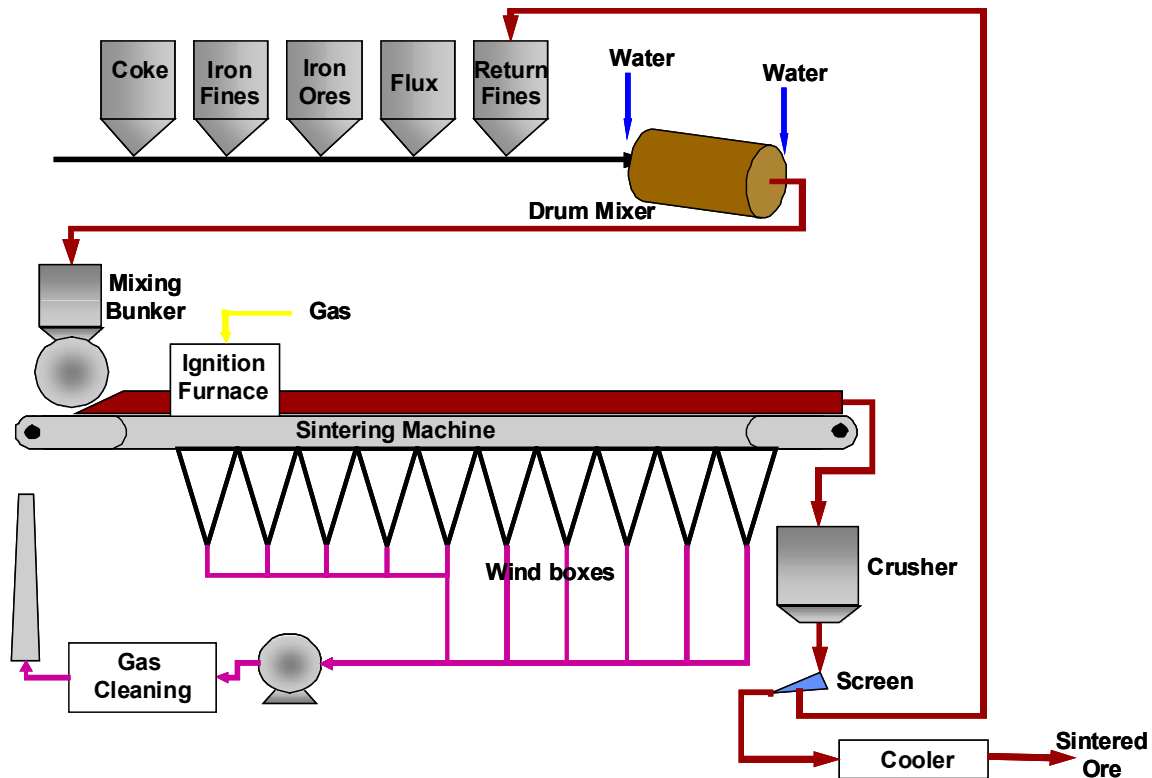 Coke
Iron
Fines
Iron
Ores
Flux
Return
Fines
Water
Water
Drum Mixer
Mixing
Bunker
Gas
Ignition
Furnace
Sintering Machine
Wind boxes
Crusher
Gas
Cleaning
Screen
Cooler
Sintered
Ore